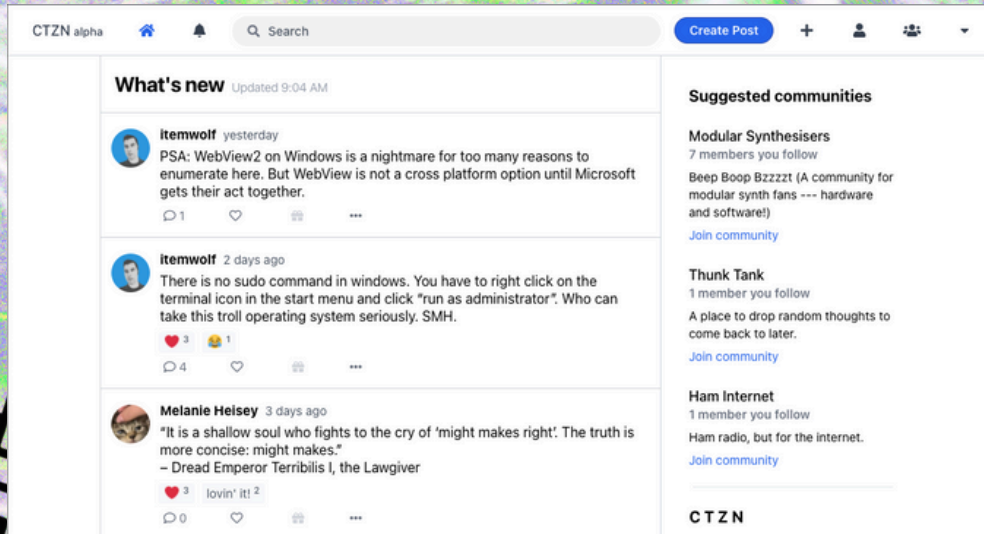 CTZN alpha
Search
Create Post
What's new Updated 9:04 AM
itemwolf yesterday
PSA: WebView2 on Windows is a nightmare for too many reasons to
enumerate here. But WebView is not a cross platform option until Microsoft
gets their act together.
1
itemwolf 2 days ago
There is no sudo command in windows. You have to right click on the
terminal icon in the start menu and click “run as administrator”. Who can
take this troll operating system seriously. SMH.
3 1
4
Melanie Heisey 3 days ago
“It is a shallow soul who fights to the cry of ‘might makes right’. The truth is
more concise: might makes.”
– Dread Emperor Terribilis I, the Lawgiver
3 lovin' it! 2
0
Suggested communities
Modular Synthesisers
7 members you follow
Beep Boop Bzzzzt (A community for
modular synth fans --- hardware
and software!)
Join community
Thunk Tank
1 member you follow
A place to drop random thoughts to
come back to later.
Join community
Ham Internet
1 member you follow
Ham radio, but for the internet.
Join community
CTZN